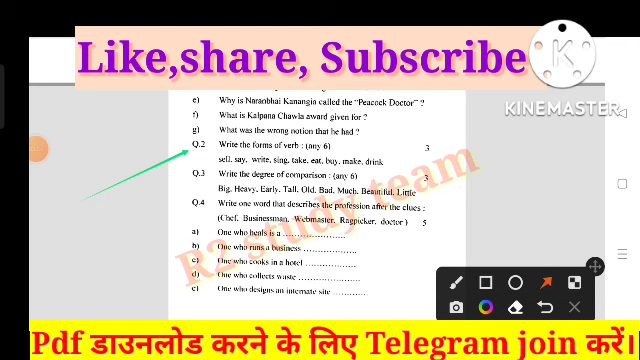 Like,share, Subscribe
KINEMASTER
e) Why is Naranbhai Kanangin called the "Peacock Doctor" ?
f) What is Kalpana Chawla award given for ?
g) What was the wrong notion that he had ?
Q.2 Write the forms of verb : (any 6) 3
sell, say, write, sing, take, eat, buy, make, drink
Q.3 Write the degree of comparison : (any 6) 3
Big, Heavy, Early, Tall, Old, Bad, Much, Beautiful, Little
Q.4 Write one word that describes the profession after the clues :
(Chef, Businessman, Webmaster, Ragpicker, doctor) 5
a) One who heals is a .....................
b) One who runs a business ..................
c) One who cooks in a hotel .................
d) One who collects waste .....................
e) One who designs an internate site ............
R2 study team
Pdf डाउनलोड करने के लिए Telegram join करें।